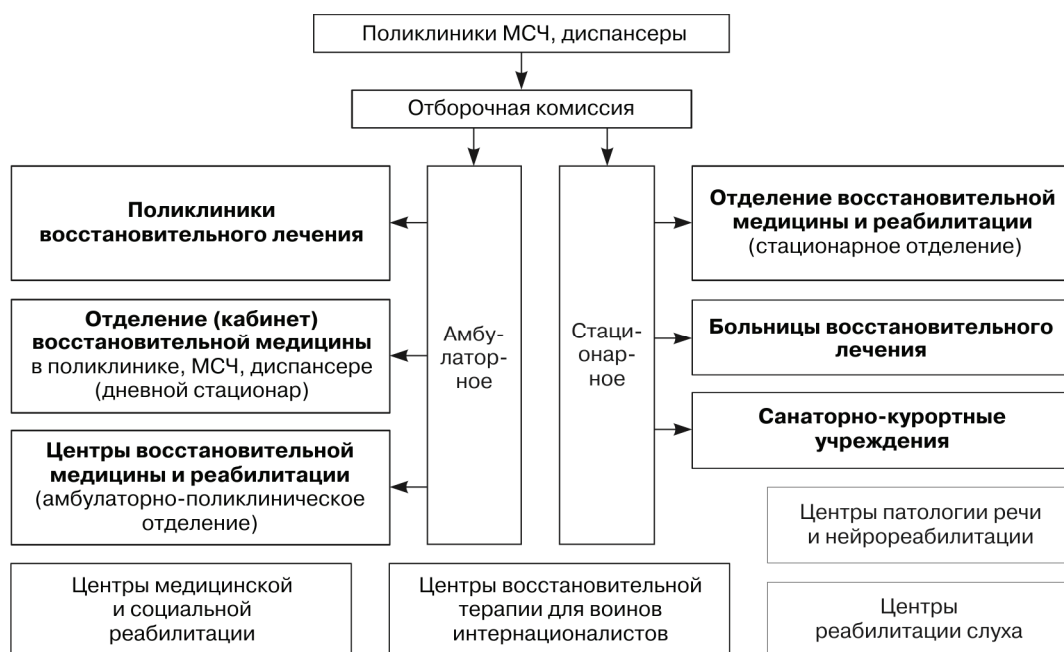 Поликлиники МСЧ, диспансеры
Отборочная комиссия
Поликлиники
восстановительного лечения
Отделение (кабинет)
восстановительной медицины
в поликлинике, МСЧ, диспансере
(дневной стационар)
Центры восстановительной
медицины и реабилитации
(амбулаторно-поликлиническое
отделение)
Амбу-
латор-
ное
Стаци-
онар-
ное
Отделение восстановительной
медицины и реабилитации
(стационарное отделение)
Больницы восстановительного
лечения
Санаторно-курортные
учреждения
Центры патологии речи
и нейрореабилитации
Центры медицинской
и социальной
реабилитации
Центры восстановительной
терапии для воинов
интернационалистов
Центры
реабилитации слуха